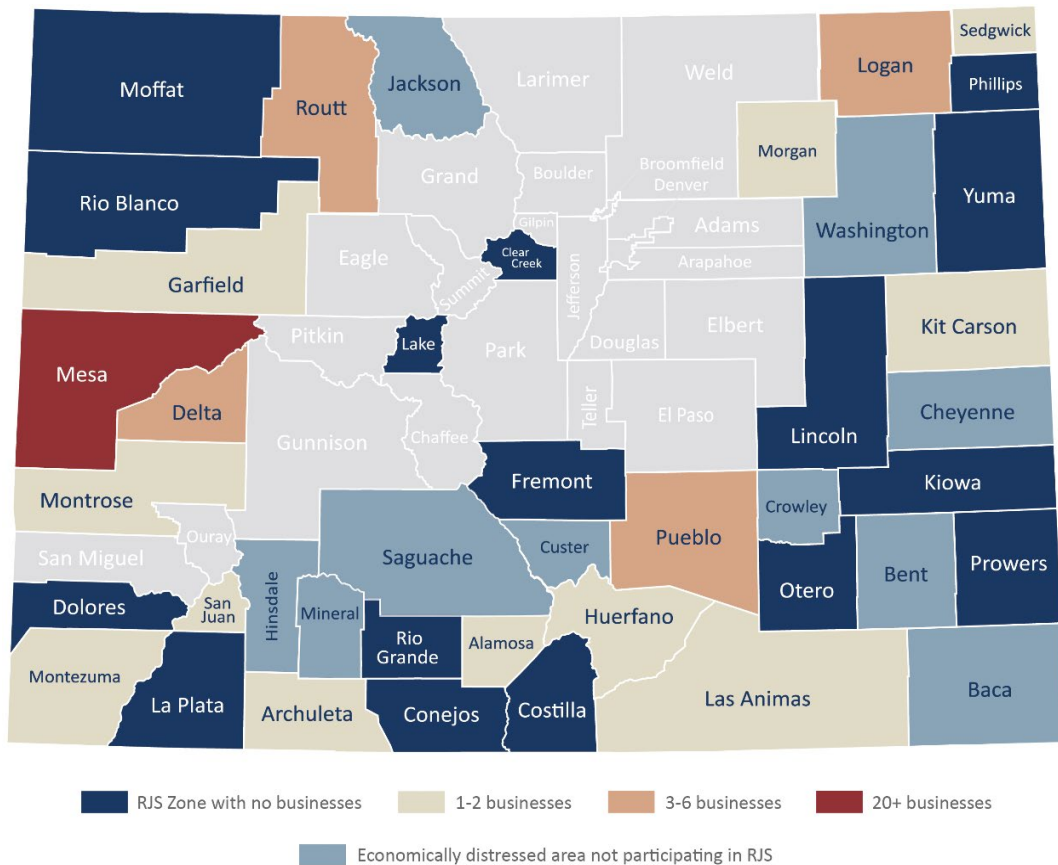 Sedgwick
Logan
Phillips
Moffat
Routt
Jackson
Larimer
Weld
Morgan
Yuma
Rio Blanco
Grand
Boulder
Broomfield
Denver
Washington
Gilpin
Adams
Clear
Creek
Eagle
Summit
Jefferson
Arapahoe
Garfield
Pitkin
Lake
Park
Douglas
Elbert
Kit Carson
Mesa
Delta
Gunnison
Chaffee
Teller
El Paso
Lincoln
Cheyenne
Fremont
Kiowa
Montrose
Ouray
Saguache
Custer
Pueblo
Crowley
San Miguel
Otero
Bent
Prowers
Dolores
San
Juan
Hinsdale
Mineral
Rio
Grande
Alamosa
Huerfano
Montezuma
La Plata
Archuleta
Conejos
Costilla
Las Animas
Baca
RJS Zone with no businesses
1-2 businesses
3-6 businesses
20+ businesses
Economically distressed area not participating in RJS